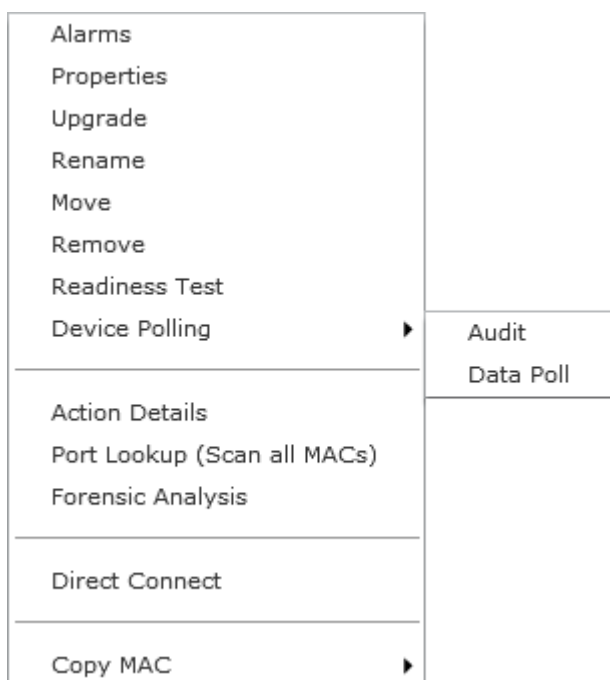 Alarms
Properties
Upgrade
Rename
Move
Remove
Readiness Test
Device Polling
Audit
Data Poll
Action Details
Port Lookup (Scan all MACs)
Forensic Analysis
Direct Connect
Copy MAC